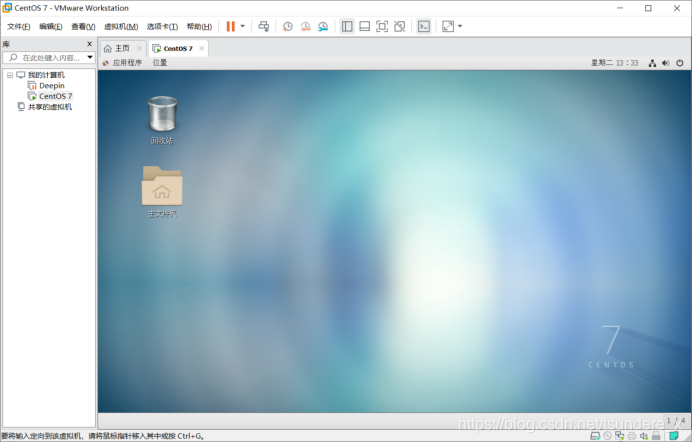 CentOS 7 - VMware Workstation
文件(F) 编辑(E) 查看(V) 虚拟机(M) 选项卡(T) 帮助(H)
库
在此处键入内容...
我的计算机
Deepin
CentOS 7
共享的虚拟机
主页
CentOS 7
应用程序 位置
星期二 13:33
回收站
主文件夹
7
CENTOS
1 / 4
https://blog.csdn.net/tsundere
要将输入定向到该虚拟机，请将鼠标指针移入其中或按 Ctrl+G。